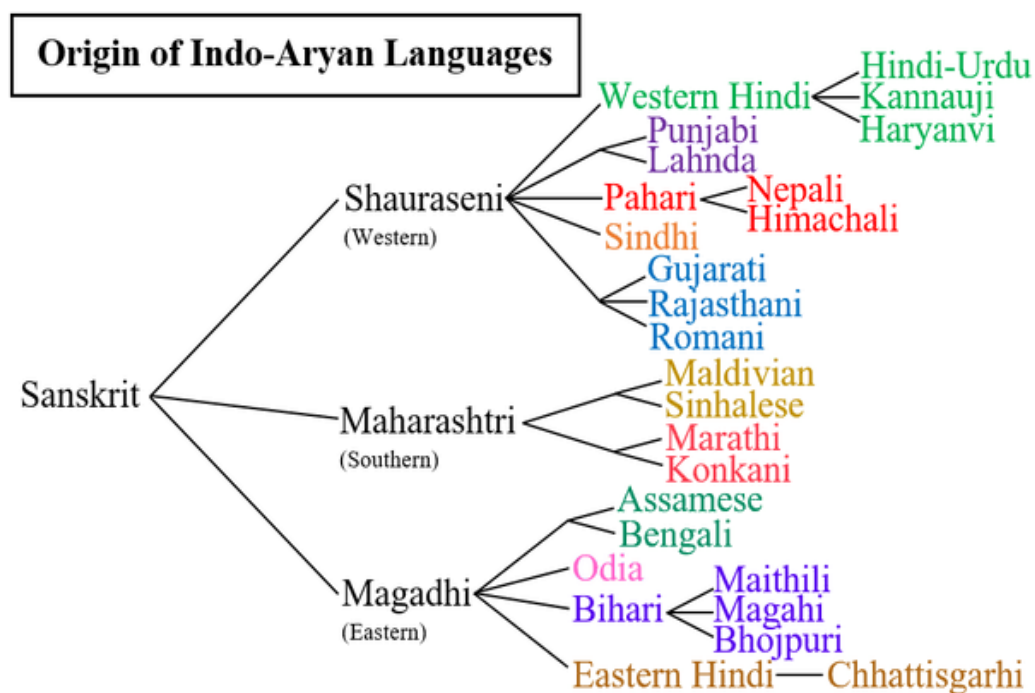 Origin of Indo-Aryan Languages
Hindi-Urdu
Western Hindi
Kannauji
Haryanvi
Punjabi
Lahnda
Shauraseni
(Western)
Pahari
Nepali
Himachali
Sindhi
Gujarati
Rajasthani
Romani
Sanskrit
Maharashtri
(Southern)
Maldivian
Sinhalese
Marathi
Konkani
Magadhi
(Eastern)
Assamese
Bengali
Odia
Bihari
Maithili
Magahi
Bhojpuri
Eastern Hindi
Chhattisgarhi